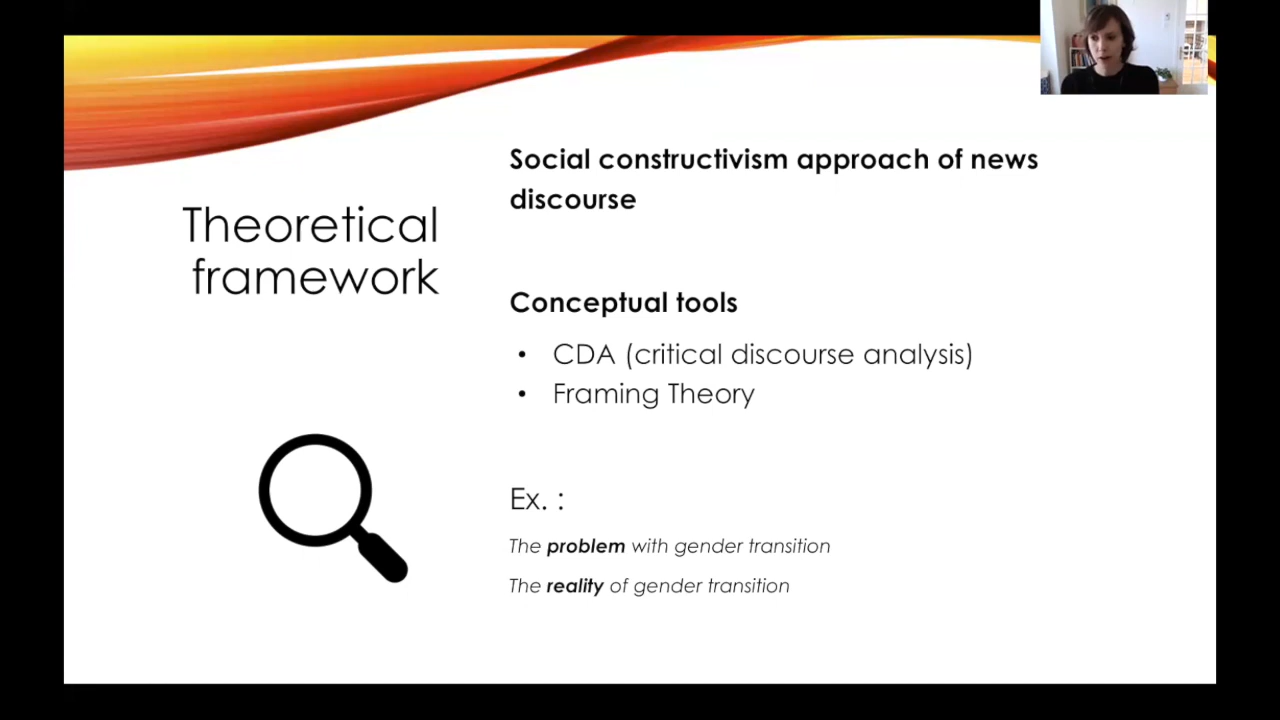 Theoretical
framework
Social constructivism approach of news
discourse
Conceptual tools
• CDA (critical discourse analysis)
• Framing Theory
Ex. :
The problem with gender transition
The reality of gender transition